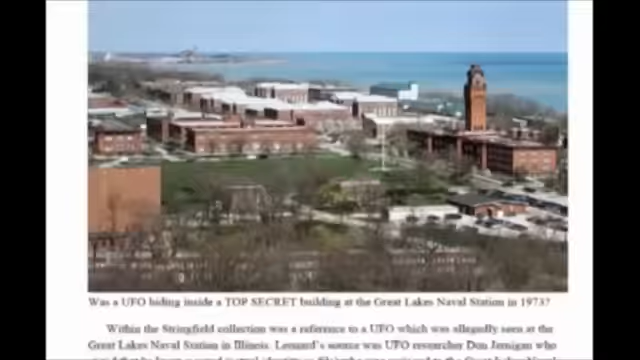 Was a UFO hiding inside a TOP SECRET building at the Great Lakes Naval Station in 1973?
Within the Stringfield collection was a reference to a UFO which was allegedly seen at the
Great Lakes Naval Station in Illinois. Leonard's source was UFO researcher Don Jernigan who